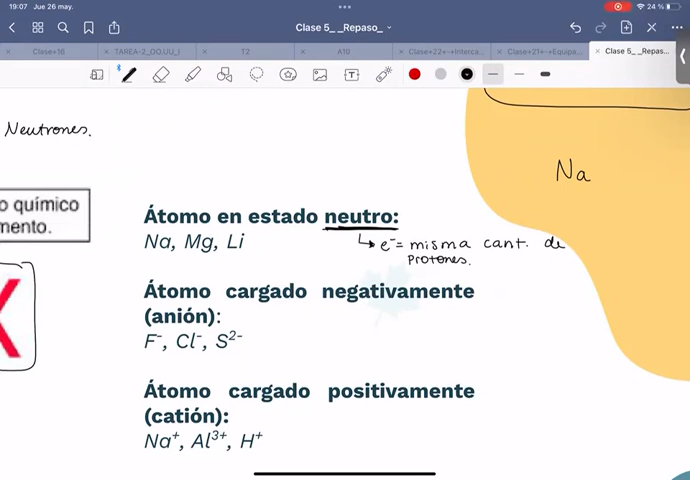 19:07 Jue 26 may.
24 %
Clase 5_ _Repaso_
Clase+16
TAREA-2_OO.UU_I
T2
A10
Clase+22+→Interca...
Clase+21+→Equipa...
Clase 5_ _Repas...
Neutrones.
Na
o químico
mento.
Átomo en estado neutro:
Na, Mg, Li
e⁻= misma cant. de
protones.
Átomo cargado negativamente
(anión):
F⁻, Cl⁻, S²⁻
Átomo cargado positivamente
(catión):
Na⁺, Al³⁺, H⁺